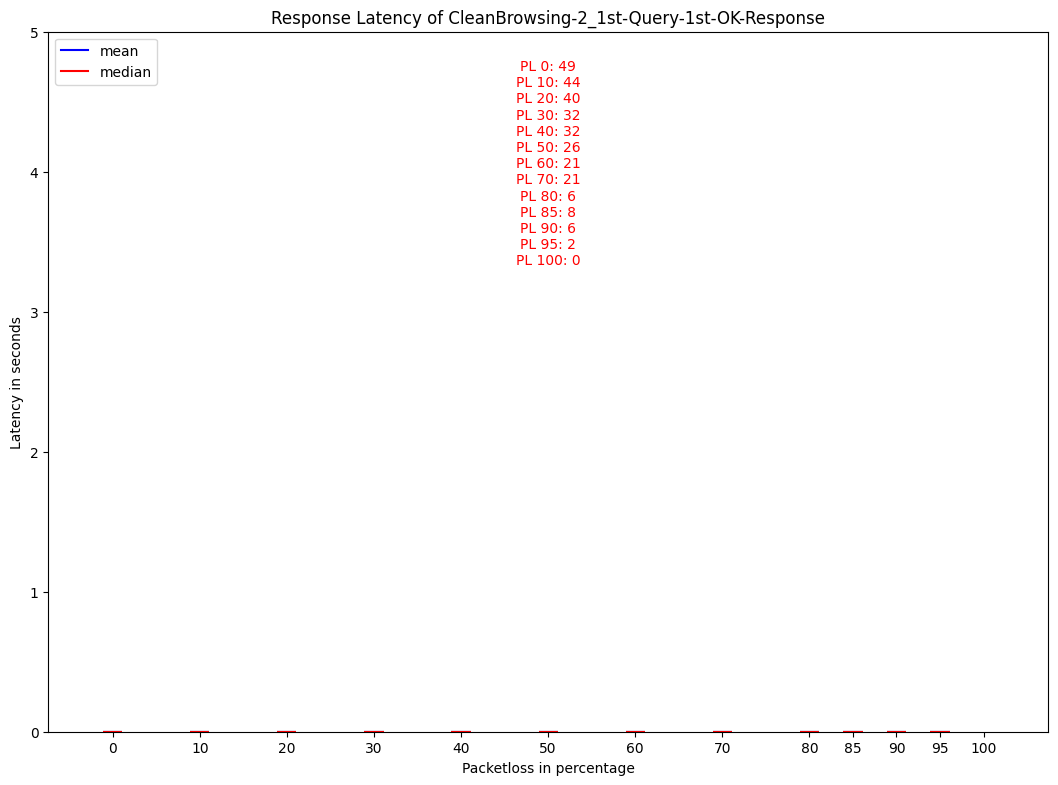 Response Latency of CleanBrowsing-2_1st-Query-1st-OK-Response
mean
median
PL 0: 49
PL 10: 44
PL 20: 40
PL 30: 32
PL 40: 32
PL 50: 26
PL 60: 21
PL 70: 21
PL 80: 6
PL 85: 8
PL 90: 6
PL 95: 2
PL 100: 0
Latency in seconds
5
4
3
2
1
0
0 10 20 30 40 50 60 70 80 85 90 95 100
Packetloss in percentage